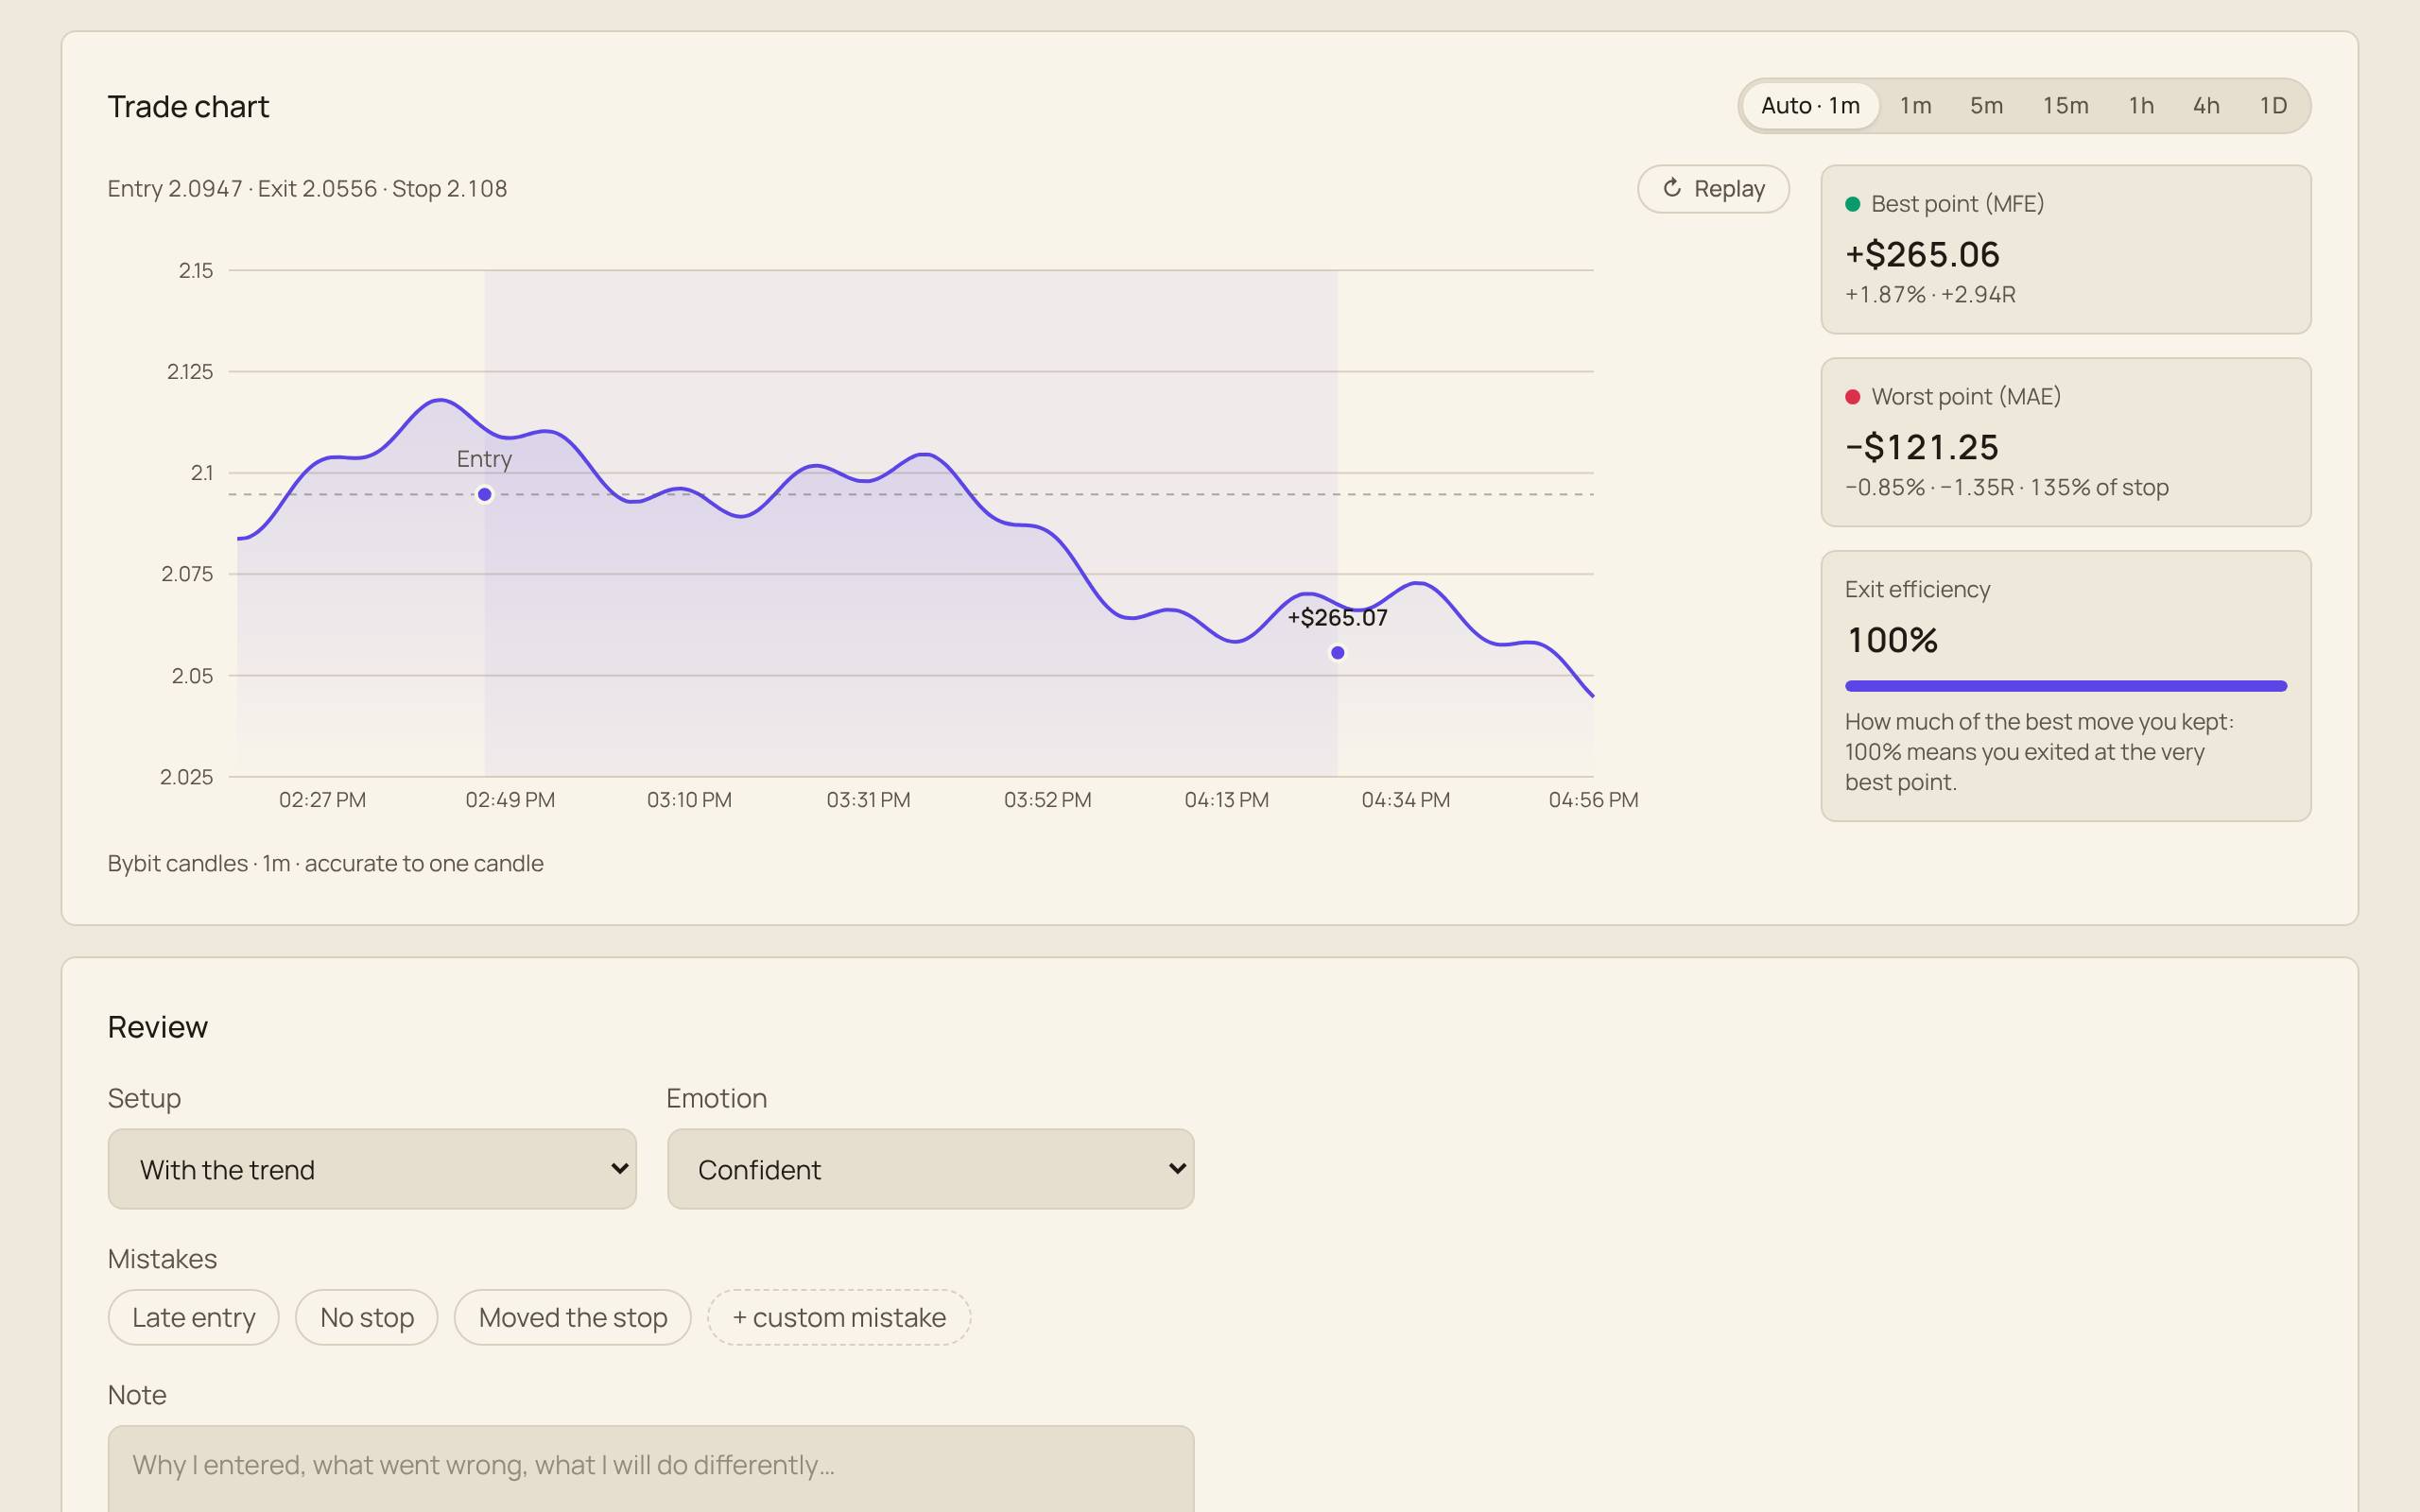 Trade chart
Auto · 1m 1m 5m 15m 1h 4h 1D
Entry 2.0947 · Exit 2.0556 · Stop 2.108
Replay
2.15
2.125
2.1
2.075
2.05
2.025
Entry
+$265.07
02:27 PM 02:49 PM 03:10 PM 03:31 PM 03:52 PM 04:13 PM 04:34 PM 04:56 PM
Bybit candles · 1m · accurate to one candle
Best point (MFE)
+$265.06
+1.87% · +2.94R
Worst point (MAE)
−$121.25
−0.85% · −1.35R · 135% of stop
Exit efficiency
100%
How much of the best move you kept:
100% means you exited at the very
best point.
Review
Setup Emotion
With the trend Confident
Mistakes
Late entry No stop Moved the stop + custom mistake
Note
Why I entered, what went wrong, what I will do differently…